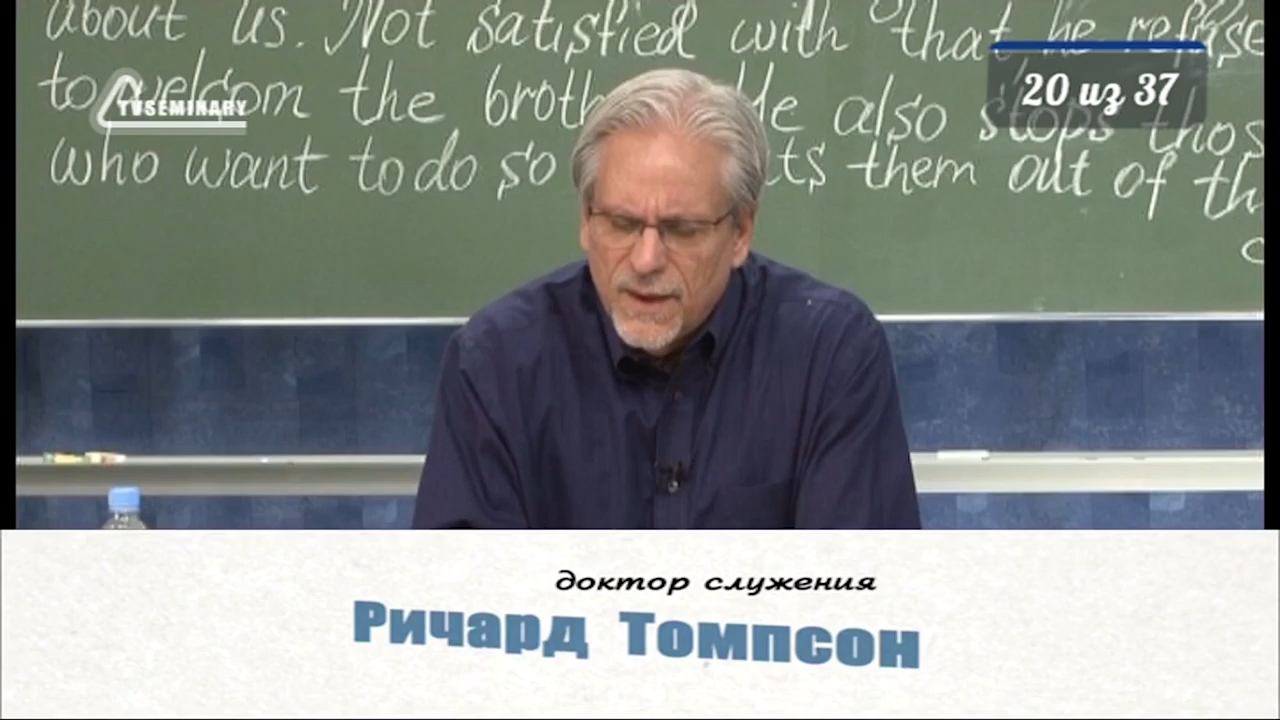 about us. Not satisfied with that he refuse
20 из 37
TVSEMINARY
to welcom the broth He also stops thos
who want to do so ts them out of th
c
доктор служения
Ричард Томпсон